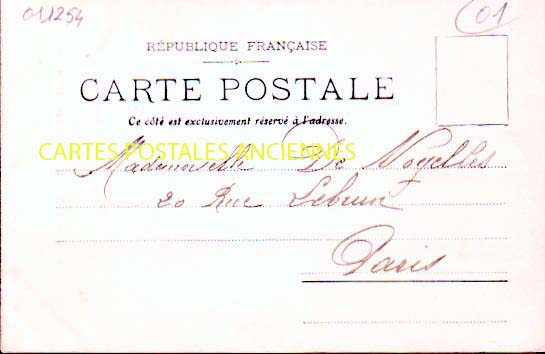 011254
01
RÉPUBLIQUE FRANÇAISE
CARTE POSTALE
Ce côté est exclusivement réservé à l'adresse.
CARTES POSTALES ANCIENNES
Mademoiselle De Noyelles
20 Rue Lebrun
Paris